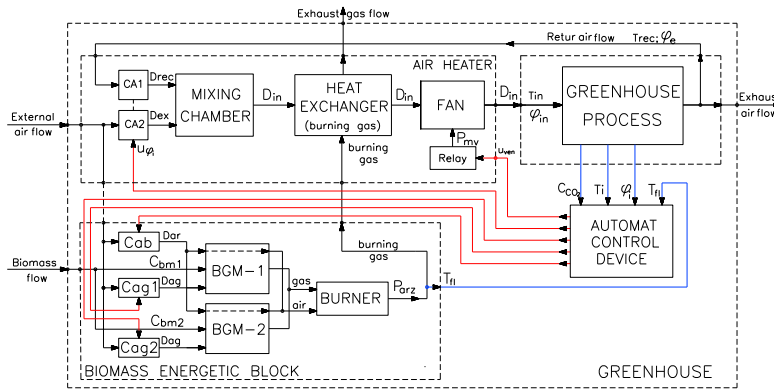 Exhaust gas flow
Retur air flow Trec; φe
AIR HEATER
CA1
Drec
MIXING
CHAMBER
Din
HEAT
EXCHANGER
(burning gas)
Din
FAN
Din
Tin
φin
GREENHOUSE
PROCESS
Exhaus
air flow
External
air flow
CA2
Dex
uφi
burning
gas
Pmv
Relay
uven
CCO2
Ti
φi
Tfl
AUTOMAT
CONTROL
DEVICE
Cab
Dar
Biomass
flow
Cbm1
BGM-1
burning
gas
Cag1
Dag
gas
air
BURNER
Parz
Tfl
Cbm2
BGM-2
Cag2
Dag
BIOMASS ENERGETIC BLOCK
GREENHOUSE